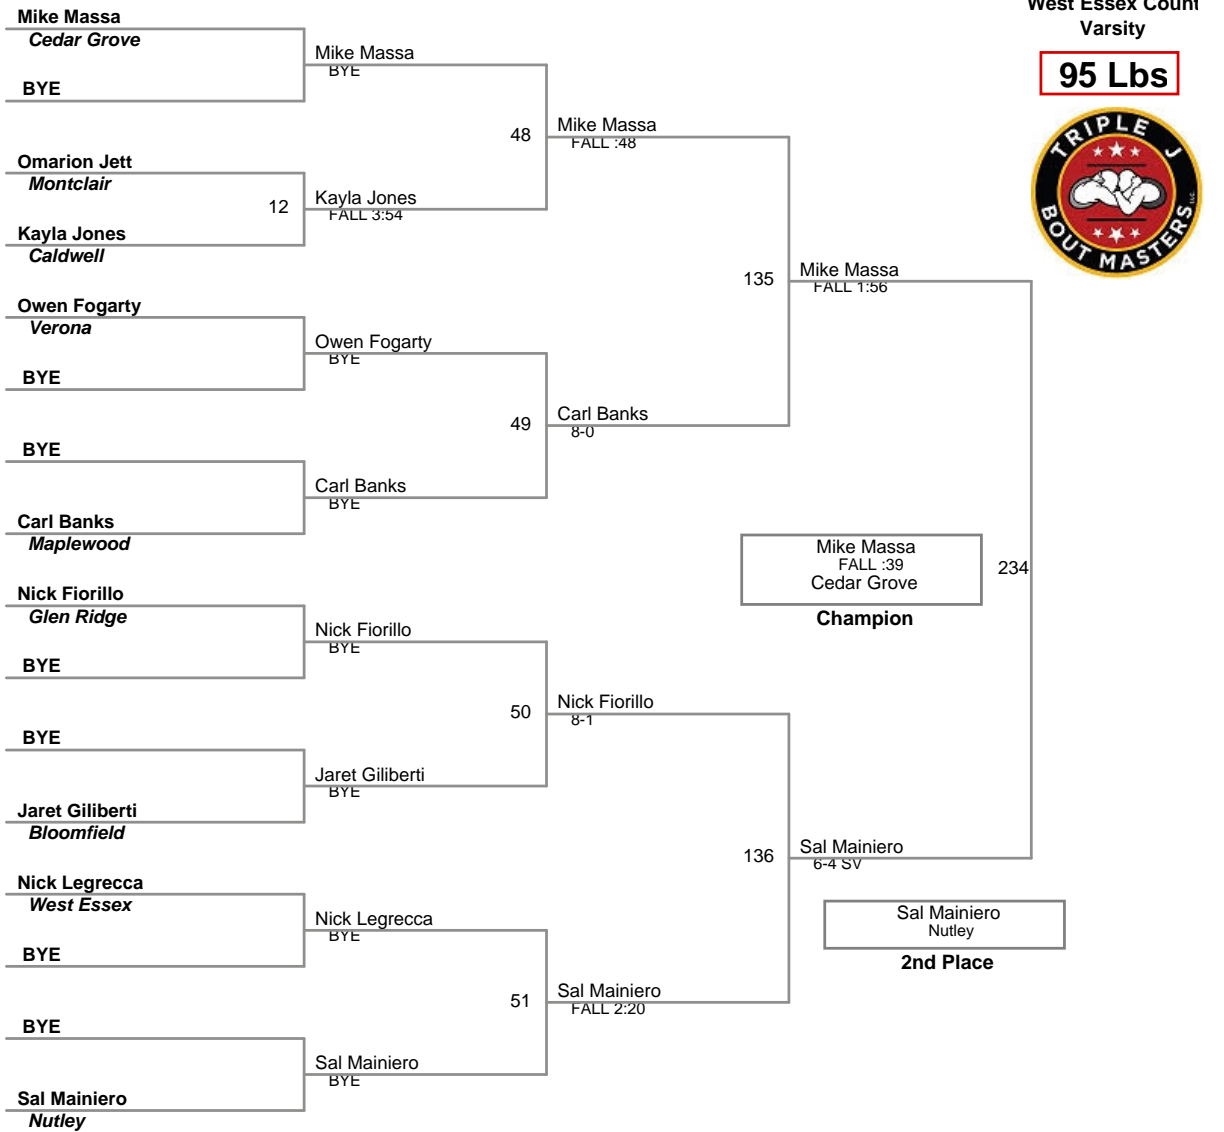 West Essex Count
Varsity
95 Lbs
TRIPLE J
BOUT MASTERS LLC.
Mike Massa
Cedar Grove
BYE
Omarion Jett
Montclair
Kayla Jones
Caldwell
Owen Fogarty
Verona
BYE
BYE
Carl Banks
Maplewood
Nick Fiorillo
Glen Ridge
BYE
BYE
Jaret Giliberti
Bloomfield
Nick Legrecca
West Essex
BYE
BYE
Sal Mainiero
Nutley
Mike Massa
BYE
12
Kayla Jones
FALL 3:54
Owen Fogarty
BYE
Carl Banks
BYE
Nick Fiorillo
BYE
Jaret Giliberti
BYE
Nick Legrecca
BYE
Sal Mainiero
BYE
48
Mike Massa
FALL :48
49
Carl Banks
8-0
50
Nick Fiorillo
8-1
51
Sal Mainiero
FALL 2:20
135
Mike Massa
FALL 1:56
136
Sal Mainiero
6-4 SV
234
Mike Massa
FALL :39
Cedar Grove
Champion
Sal Mainiero
Nutley
2nd Place